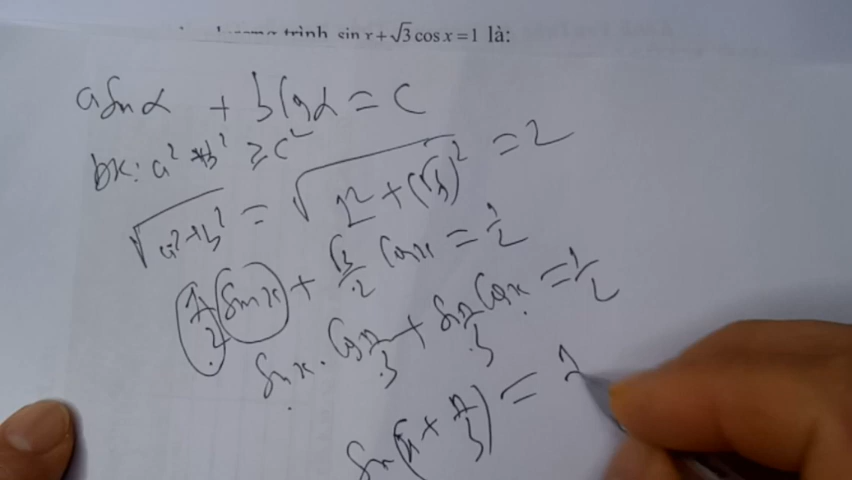 trình sin x + √3 cos x = 1 là:
a sin α + b cos α = c
ĐK: a² + b² ≥ c²
√(a² + b²) = √(1² + (√3)²) = 2
1/2 sin x + √3/2 cos x = 1/2
sin x . cos π/3 + sin π/3 cos x = 1/2
sin(x + π/3) = 1